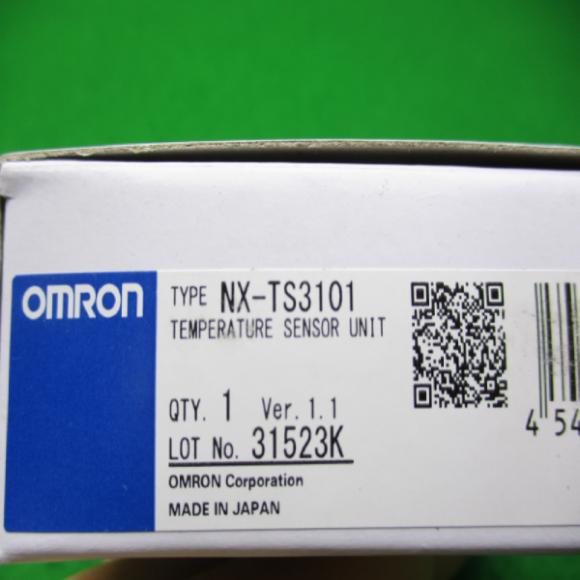 OMRON
TYPE NX-TS3101
TEMPERATURE SENSOR UNIT
QTY. 1 Ver. 1.1
LOT No. 31523K
OMRON Corporation
MADE IN JAPAN
4 54